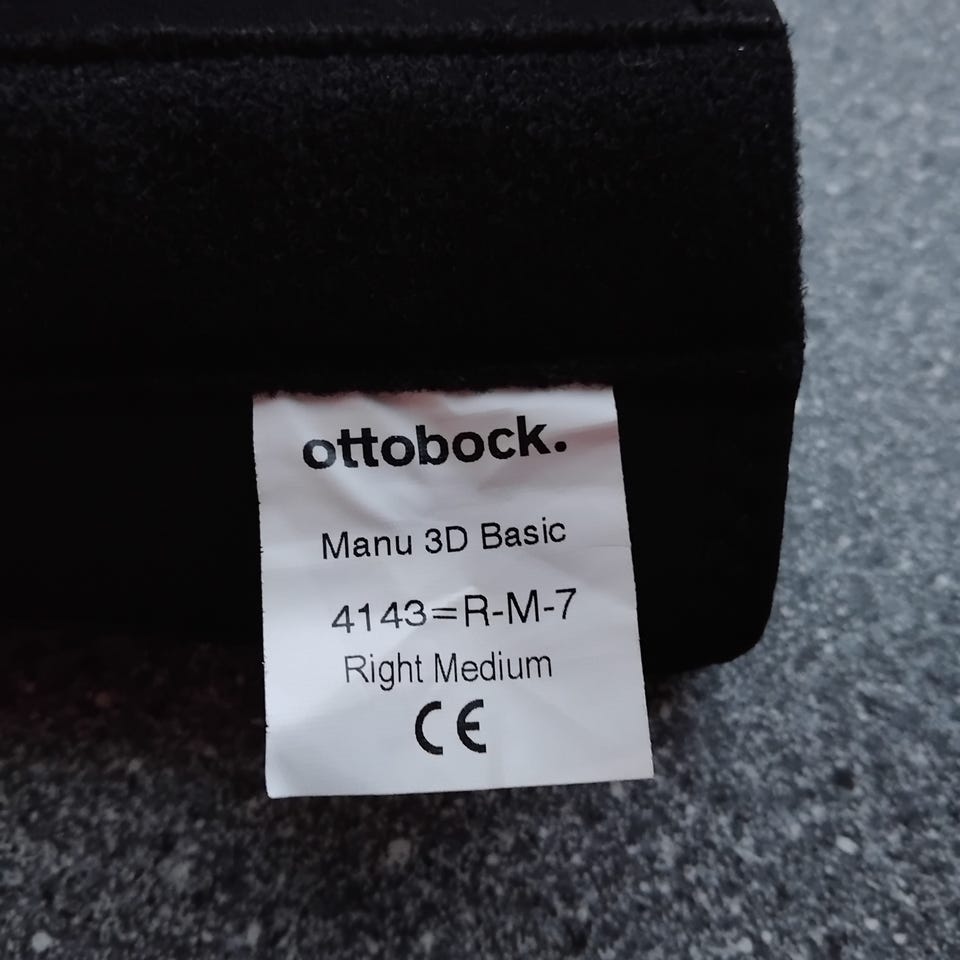 ottobock.
Manu 3D Basic
4143=R-M-7
Right Medium
CE